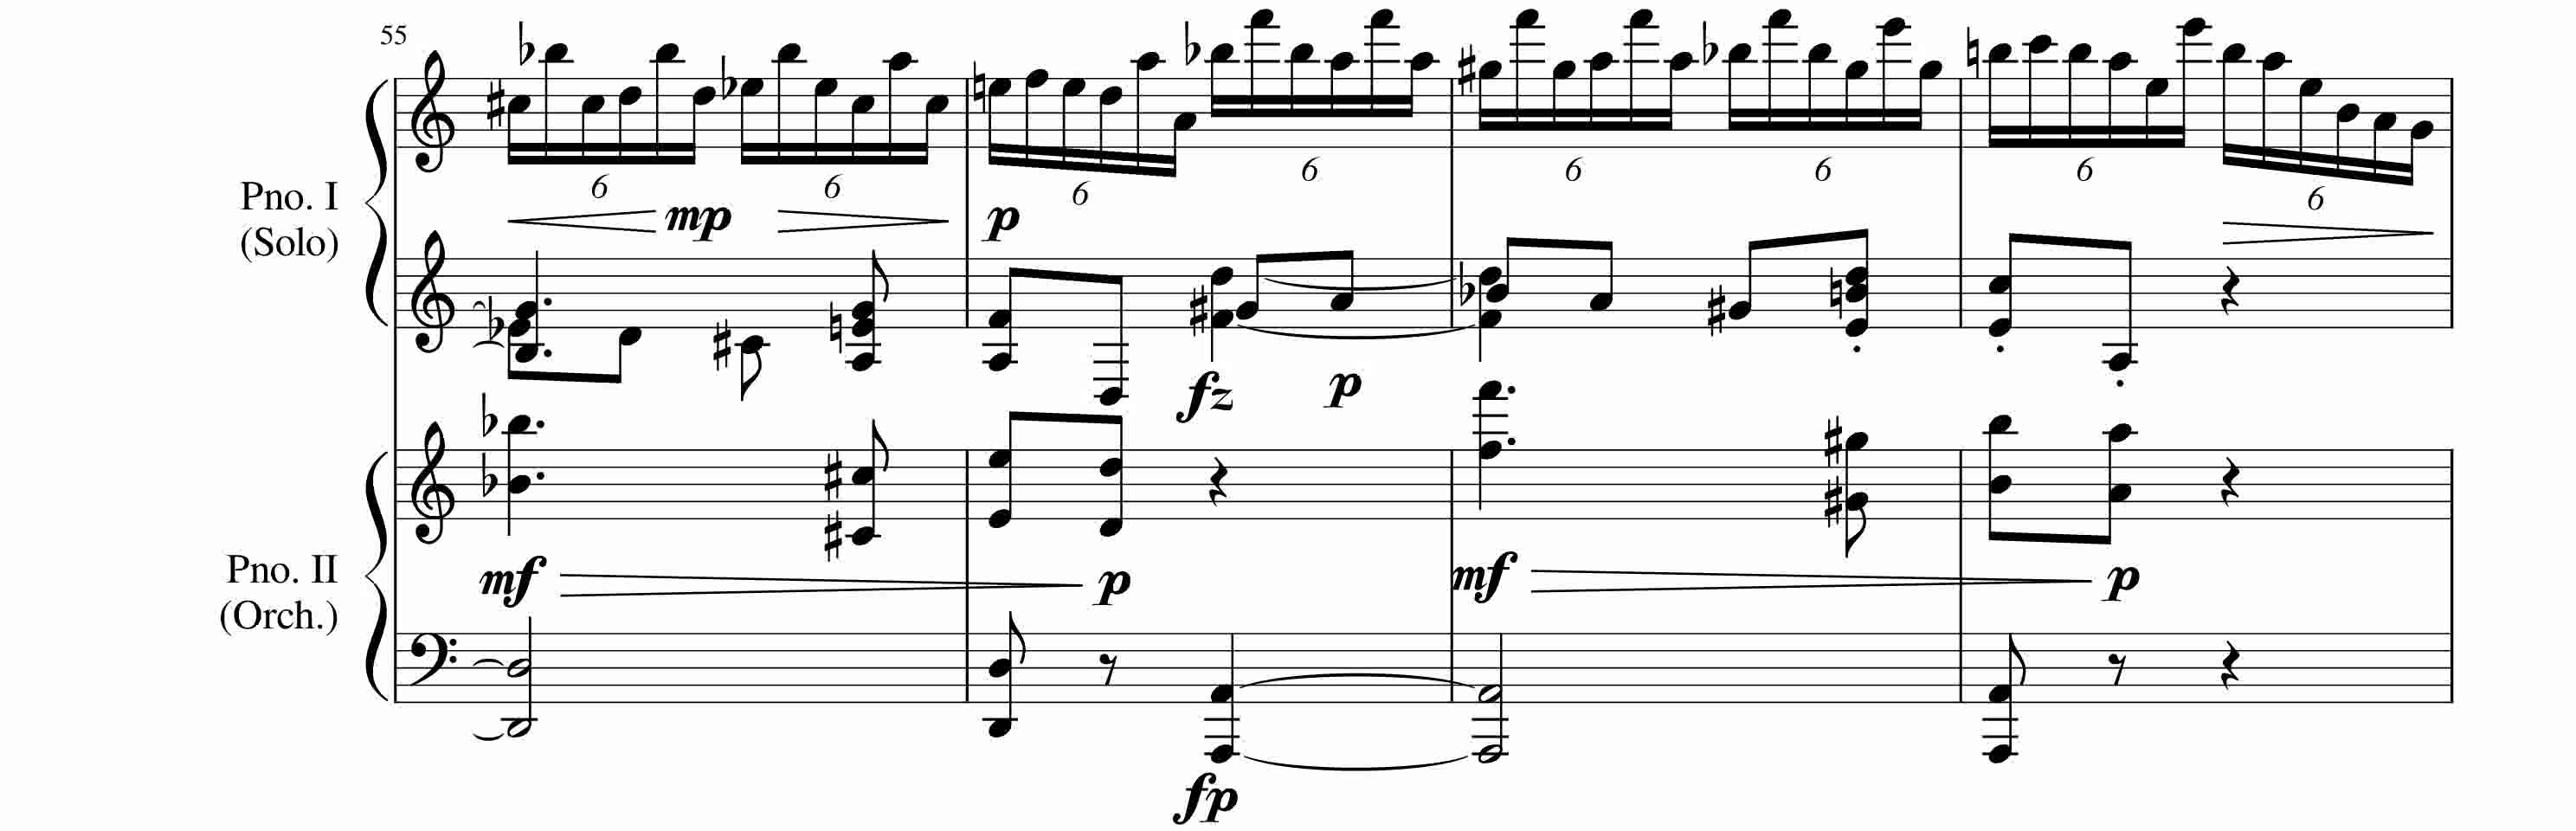 55
6 6 6 6 6 6 6 6
Pno. I
(Solo)
mp p
fz p
Pno. II
(Orch.)
mf p mf p
fp